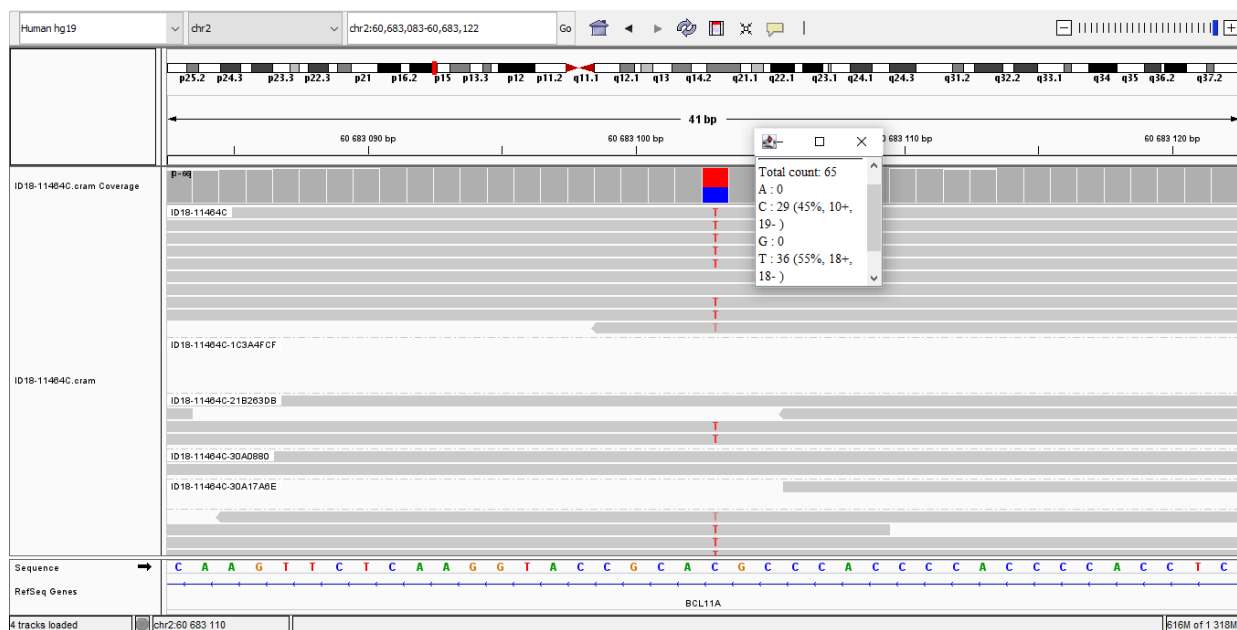 Human hg19 chr2 chr2:60,683,083-60,683,122 Go
p25.2 p24.3 p23.3 p22.3 p21 p16.2 p15 p13.3 p12 p11.2 q11.1 q12.1 q13 q14.2 q21.1 q22.1 q23.1 q24.1 q24.3 q31.2 q32.2 q33.1 q34 q35 q36.2 q37.2
41 bp
60 683 090 bp 60 683 100 bp 60 683 110 bp 60 683 120 bp
Total count: 65
A : 0
C : 29 (45%, 10+,
19- )
G : 0
T : 36 (55%, 18+,
18- )
ID18-11464C.cram Coverage
[0 - 66]
ID18-11464C
T
T
T
T
T
T
T
T
ID18-11464C-1C3A4FCF
ID18-11464C.cram
ID18-11464C-21B263DB
T
T
ID18-11464C-30A0880
ID18-11464C-30A17A6E
T
T
T
T
Sequence C A A G T T C T C A A G G T A C C G C A C G C C C A C C C C A C C C C A C C T C
RefSeq Genes
BCL11A
4 tracks loaded chr2:60 683 110 616M of 1 318M